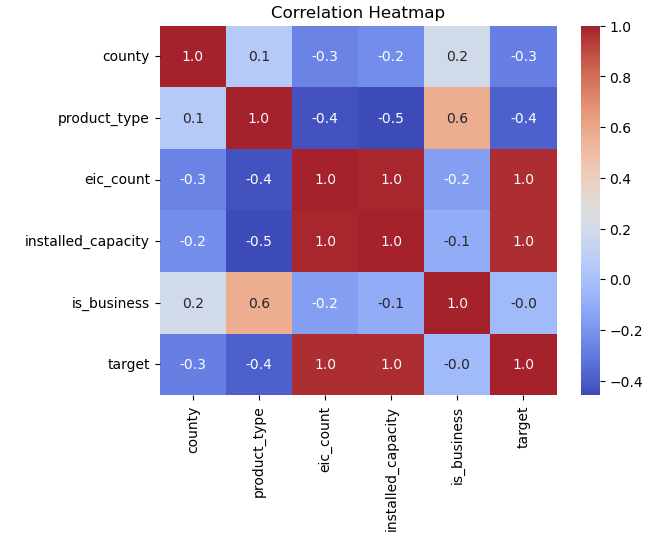 Correlation Heatmap
county 1.0 0.1 -0.3 -0.2 0.2 -0.3
product_type 0.1 1.0 -0.4 -0.5 0.6 -0.4
eic_count -0.3 -0.4 1.0 1.0 -0.2 1.0
installed_capacity -0.2 -0.5 1.0 1.0 -0.1 1.0
is_business 0.2 0.6 -0.2 -0.1 1.0 -0.0
target -0.3 -0.4 1.0 1.0 -0.0 1.0
county
product_type
eic_count
installed_capacity
is_business
target
1.0
0.8
0.6
0.4
0.2
0.0
−0.2
−0.4